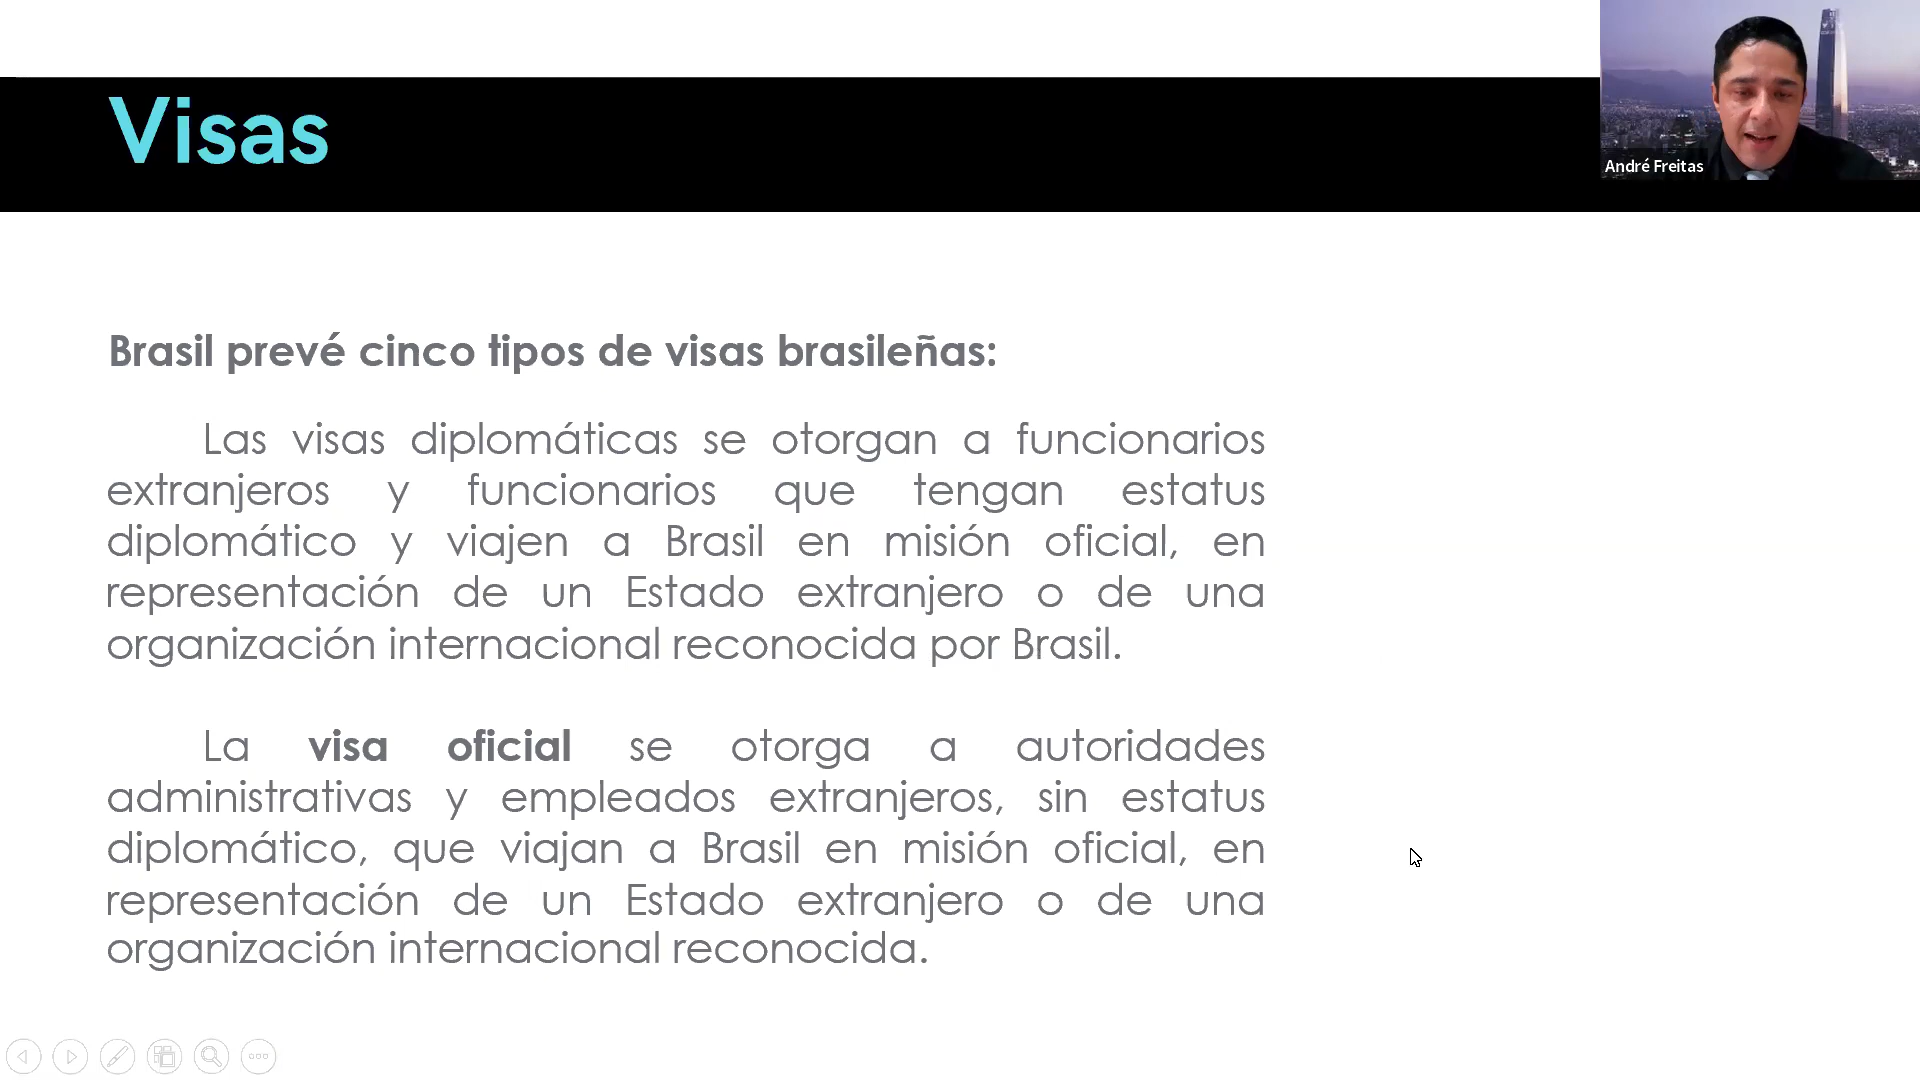 Visas
André Freitas
Brasil prevé cinco tipos de visas brasileñas:
Las visas diplomáticas se otorgan a funcionarios
extranjeros y funcionarios que tengan estatus
diplomático y viajen a Brasil en misión oficial, en
representación de un Estado extranjero o de una
organización internacional reconocida por Brasil.
La visa oficial se otorga a autoridades
administrativas y empleados extranjeros, sin estatus
diplomático, que viajan a Brasil en misión oficial, en
representación de un Estado extranjero o de una
organización internacional reconocida.